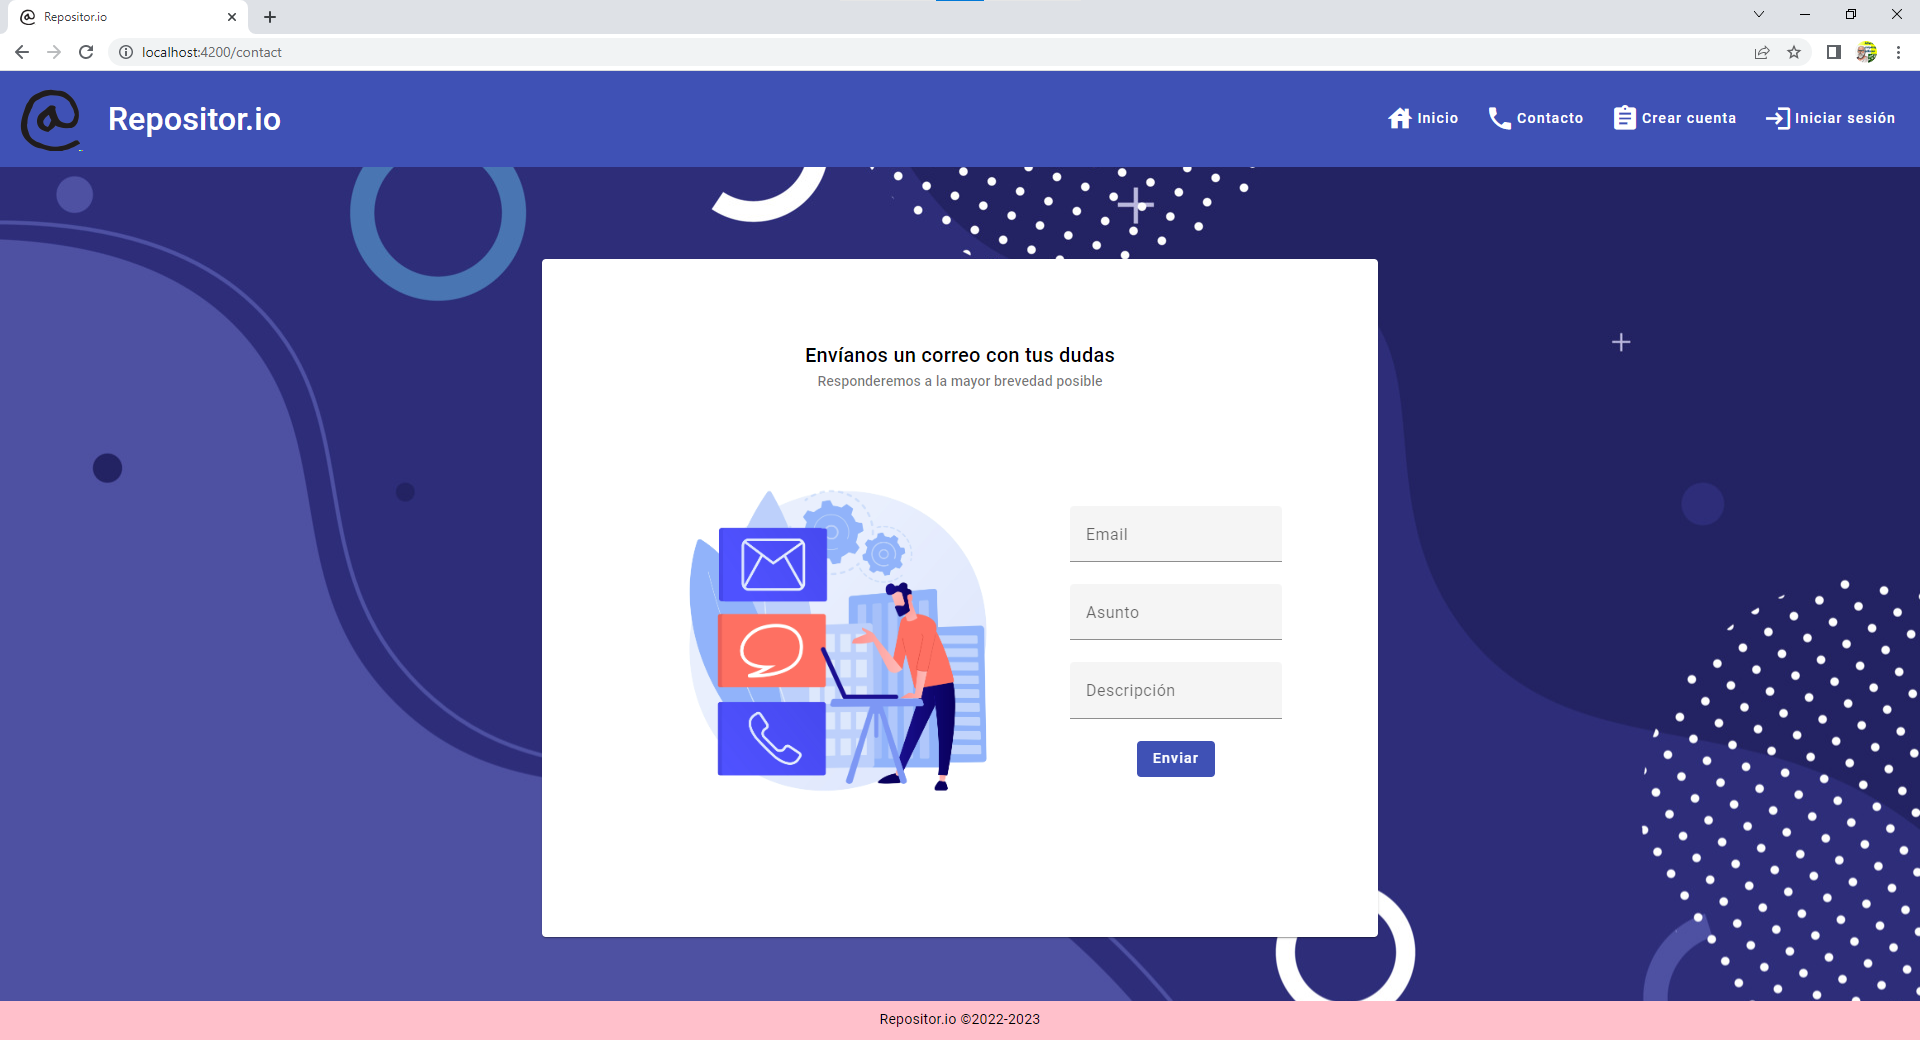 Repositor.io
localhost:4200/contact
Repositor.io
Inicio
Contacto
Crear cuenta
Iniciar sesión
Envíanos un correo con tus dudas
Responderemos a la mayor brevedad posible
Email
Asunto
Descripción
Enviar
Repositor.io ©2022-2023